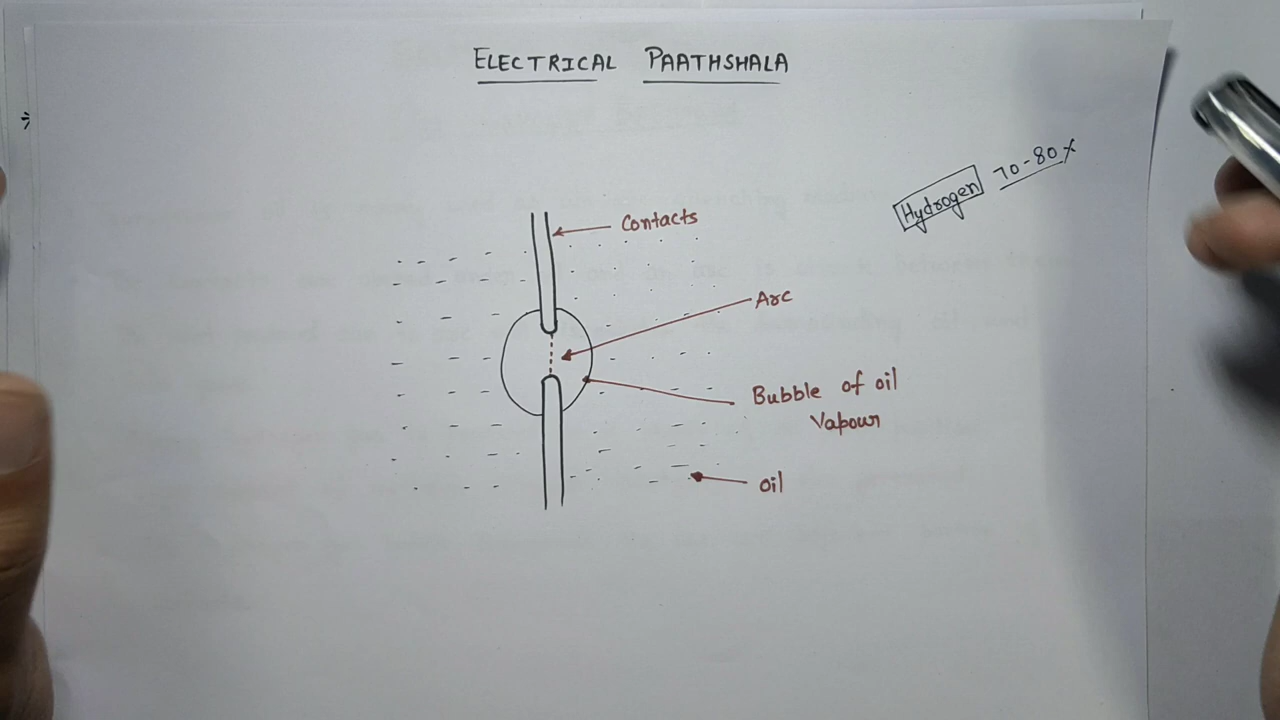 ELECTRICAL PAATHSHALA
Hydrogen 70-80%
Contacts
Arc
Bubble of oil
Vapour
Oil